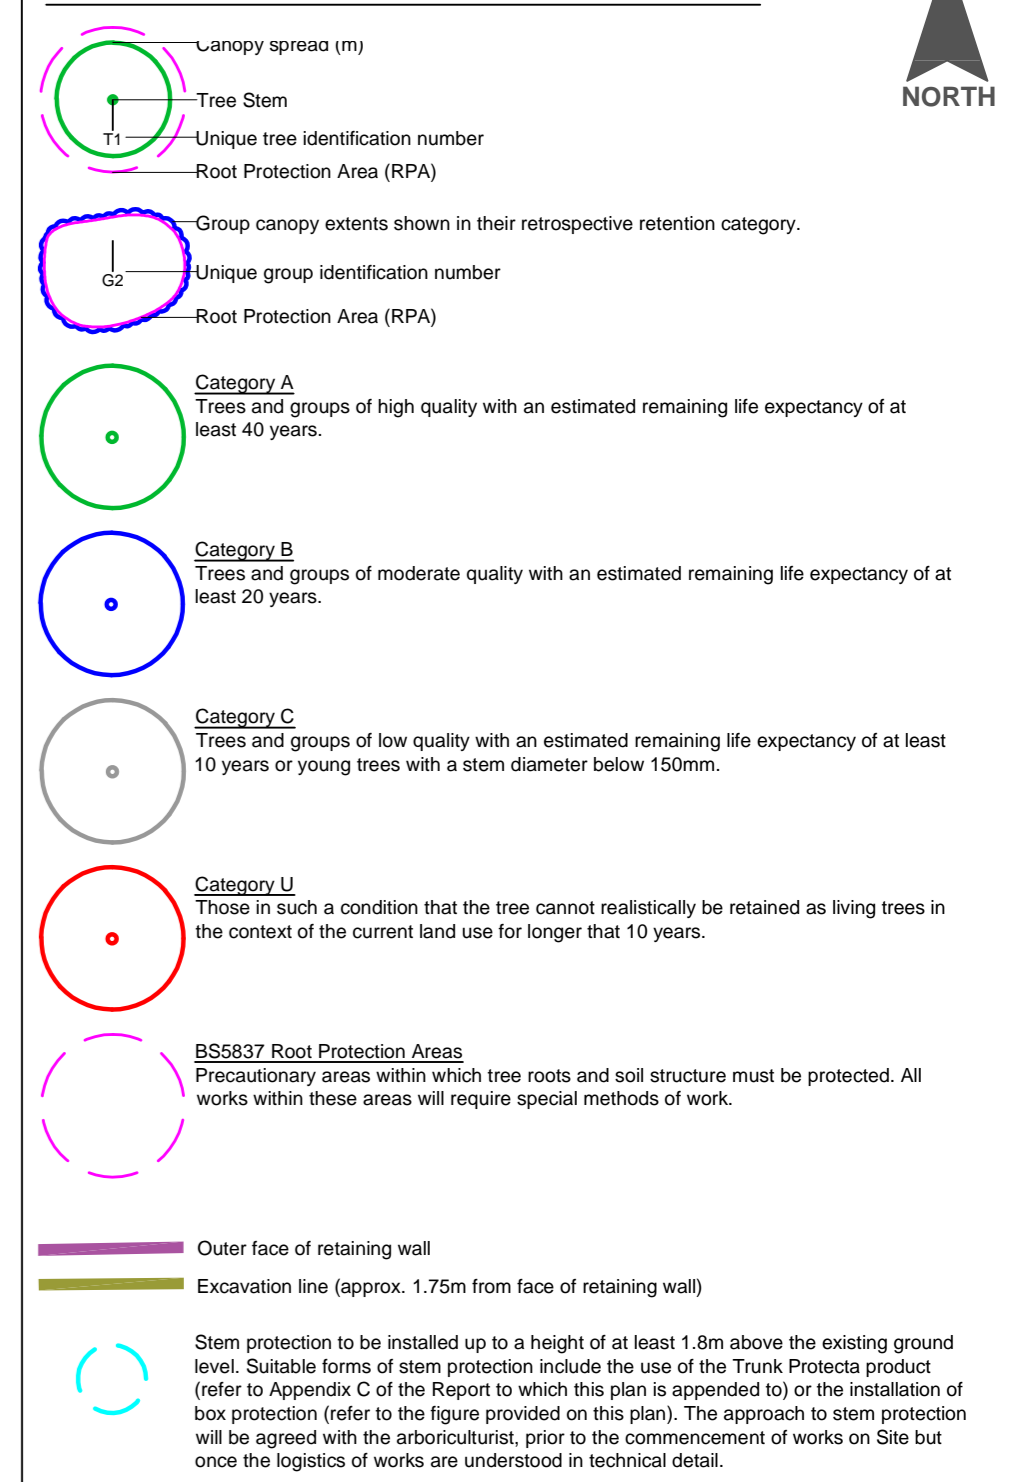 Canopy spread (m)
NORTH
Tree Stem
T1
Unique tree identification number
Root Protection Area (RPA)
Group canopy extents shown in their retrospective retention category.
G2
Unique group identification number
Root Protection Area (RPA)
Category A
Trees and groups of high quality with an estimated remaining life expectancy of at
least 40 years.
Category B
Trees and groups of moderate quality with an estimated remaining life expectancy of at
least 20 years.
Category C
Trees and groups of low quality with an estimated remaining life expectancy of at least
10 years or young trees with a stem diameter below 150mm.
Category U
Those in such a condition that the tree cannot realistically be retained as living trees in
the context of the current land use for longer that 10 years.
BS5837 Root Protection Areas
Precautionary areas within which tree roots and soil structure must be protected. All
works within these areas will require special methods of work.
Outer face of retaining wall
Excavation line (approx. 1.75m from face of retaining wall)
Stem protection to be installed up to a height of at least 1.8m above the existing ground
level. Suitable forms of stem protection include the use of the Trunk Protecta product
(refer to Appendix C of the Report to which this plan is appended to) or the installation of
box protection (refer to the figure provided on this plan). The approach to stem protection
will be agreed with the arboriculturist, prior to the commencement of works on Site but
once the logistics of works are understood in technical detail.